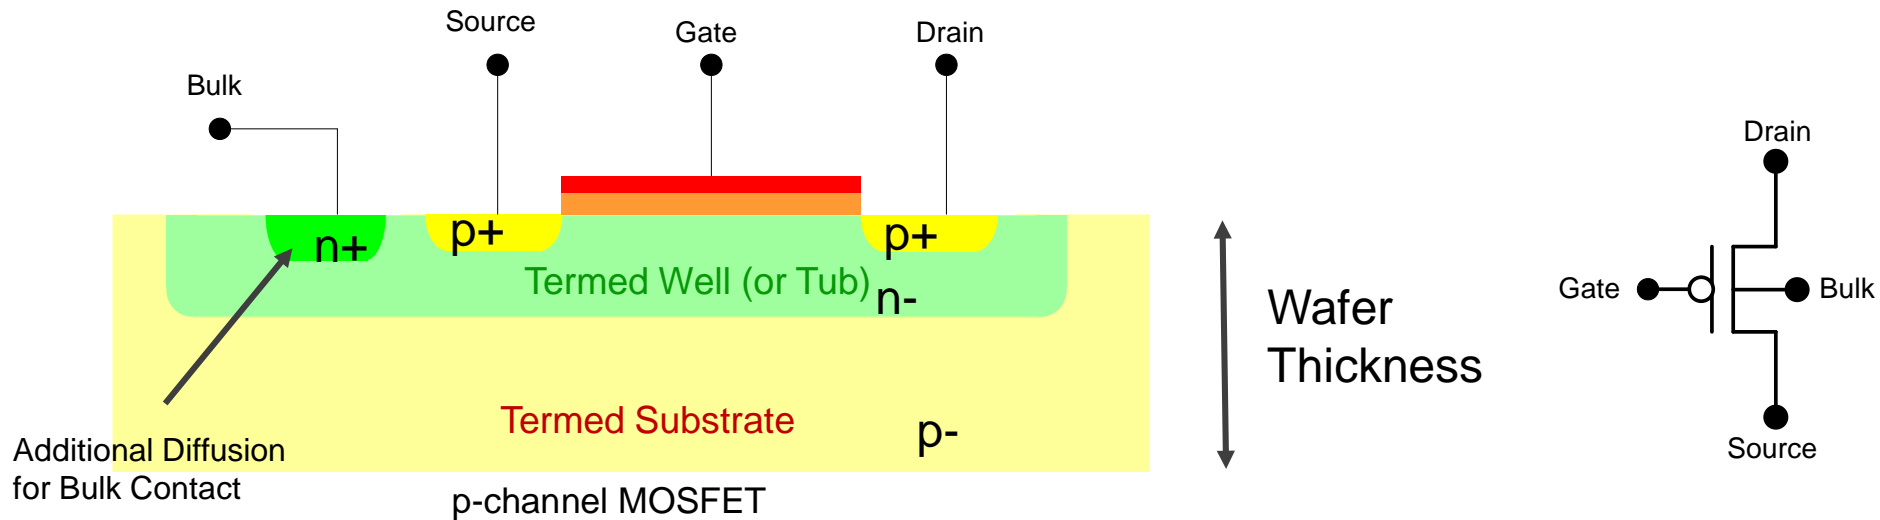 Source
Gate
Drain
Bulk
n+
p+
p+
Termed Well (or Tub)
n-
Termed Substrate
p-
Additional Diffusion
for Bulk Contact
p-channel MOSFET
Wafer
Thickness
Drain
Gate
Bulk
Source